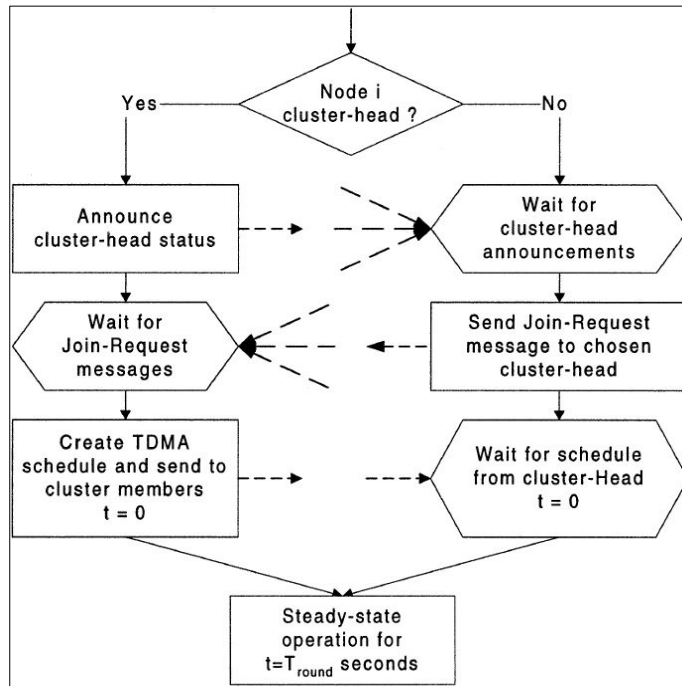 Node i
cluster-head ?
Yes
No
Announce
cluster-head status
Wait for
cluster-head
announcements
Wait for
Join-Request
messages
Send Join-Request
message to chosen
cluster-head
Create TDMA
schedule and send to
cluster members
t = 0
Wait for schedule
from cluster-Head
t = 0
Steady-state
operation for
t=Tround seconds